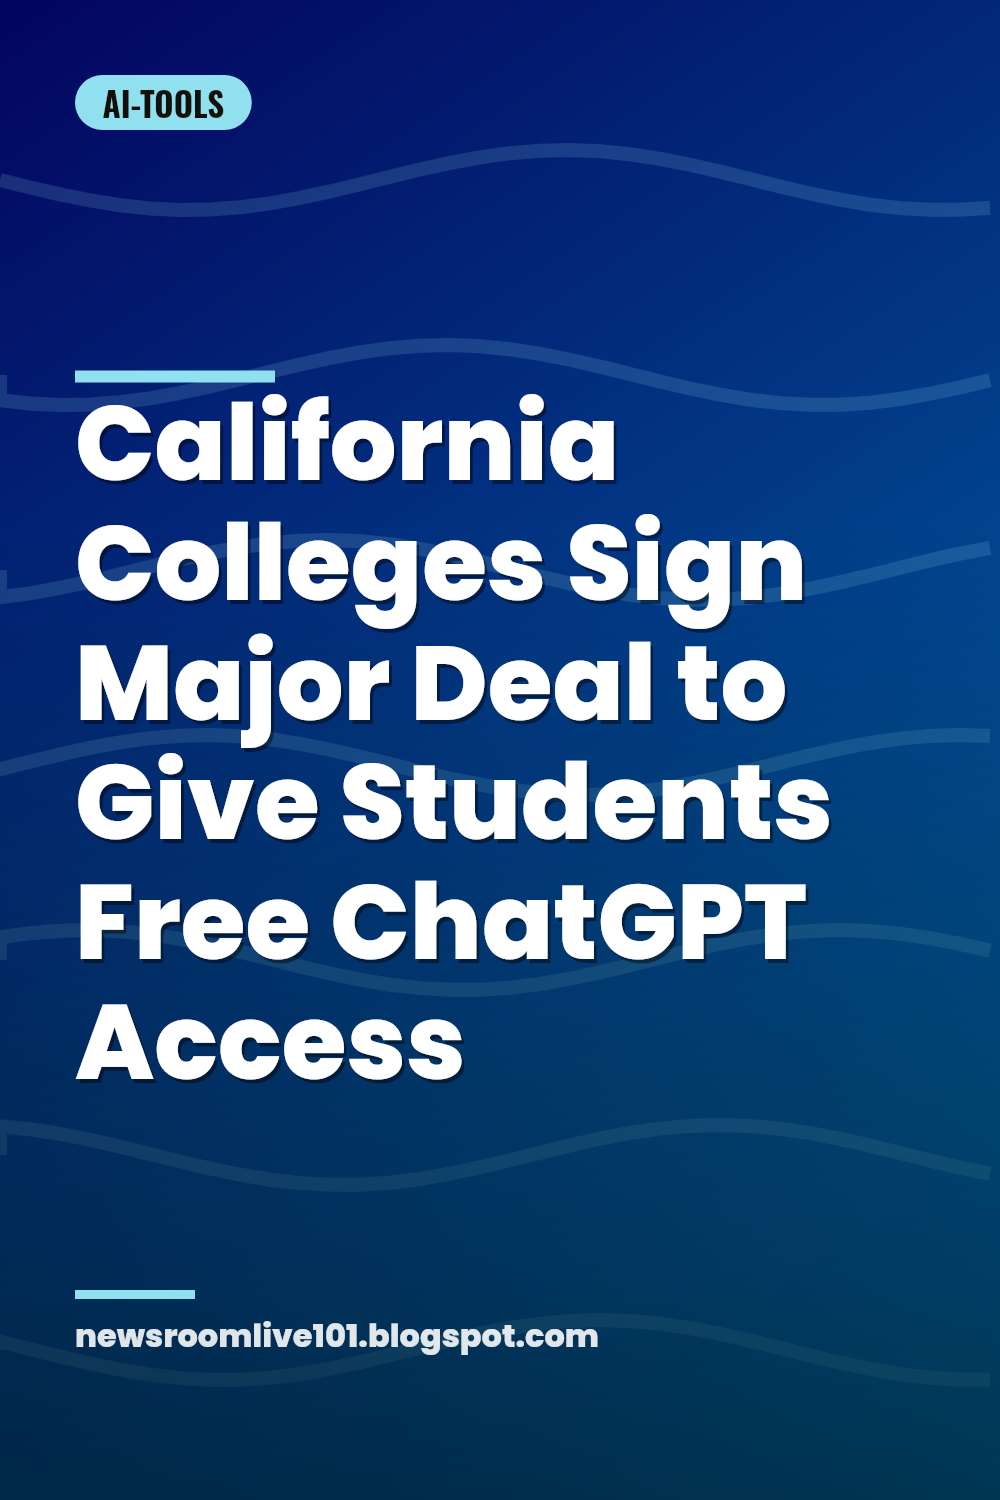 AI-TOOLS
California
Colleges Sign
Major Deal to
Give Students
Free ChatGPT
Access
newsroomlive101.blogspot.com